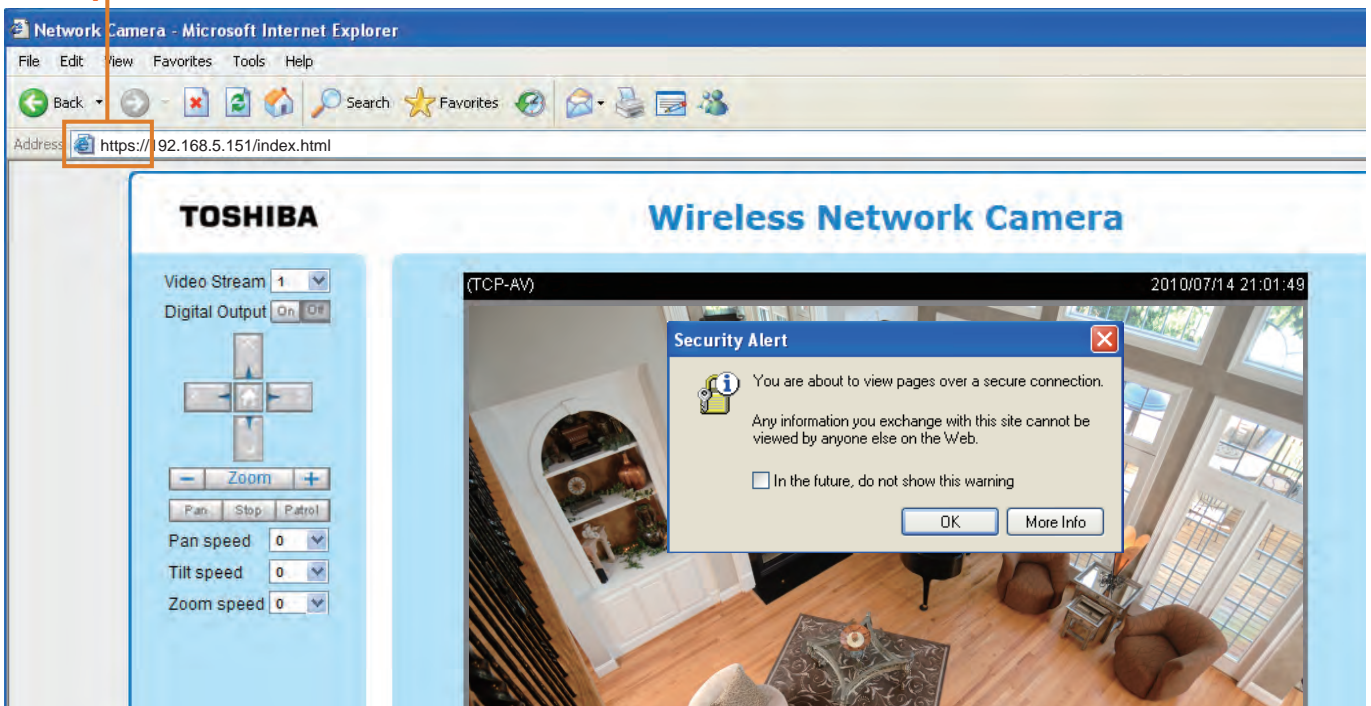 Network Camera - Microsoft Internet Explorer
File Edit View Favorites Tools Help
Back Search Favorites
Address https://192.168.5.151/index.html
TOSHIBA
Wireless Network Camera
Video Stream 1
Digital Output On Off
Zoom
Pan Stop Patrol
Pan speed 0
Tilt speed 0
Zoom speed 0
(TCP-AV) 2010/07/14 21:01:49
Security Alert
You are about to view pages over a secure connection.
Any information you exchange with this site cannot be
viewed by anyone else on the Web.
In the future, do not show this warning
OK More Info